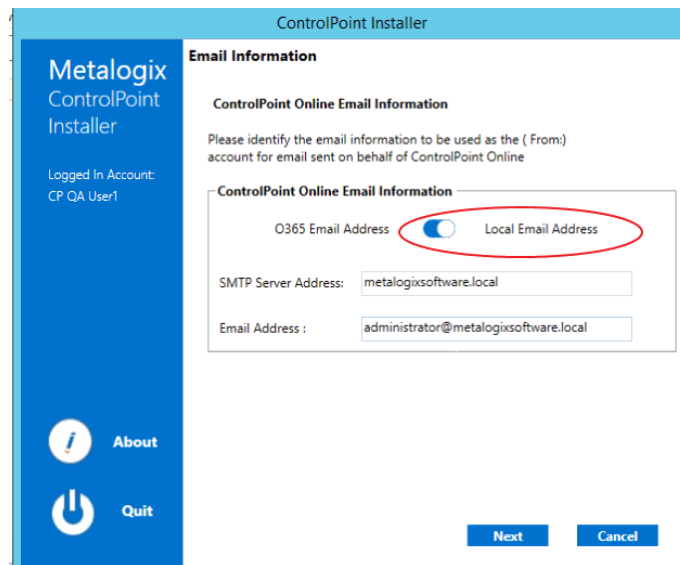 ControlPoint Installer
Metalogix
ControlPoint
Installer
Logged In Account:
CP QA User1
About
Quit
Email Information
ControlPoint Online Email Information
Please identify the email information to be used as the ( From:)
account for email sent on behalf of ControlPoint Online
ControlPoint Online Email Information
O365 Email Address Local Email Address
SMTP Server Address: metalogixsoftware.local
Email Address : administrator@metalogixsoftware.local
Next Cancel